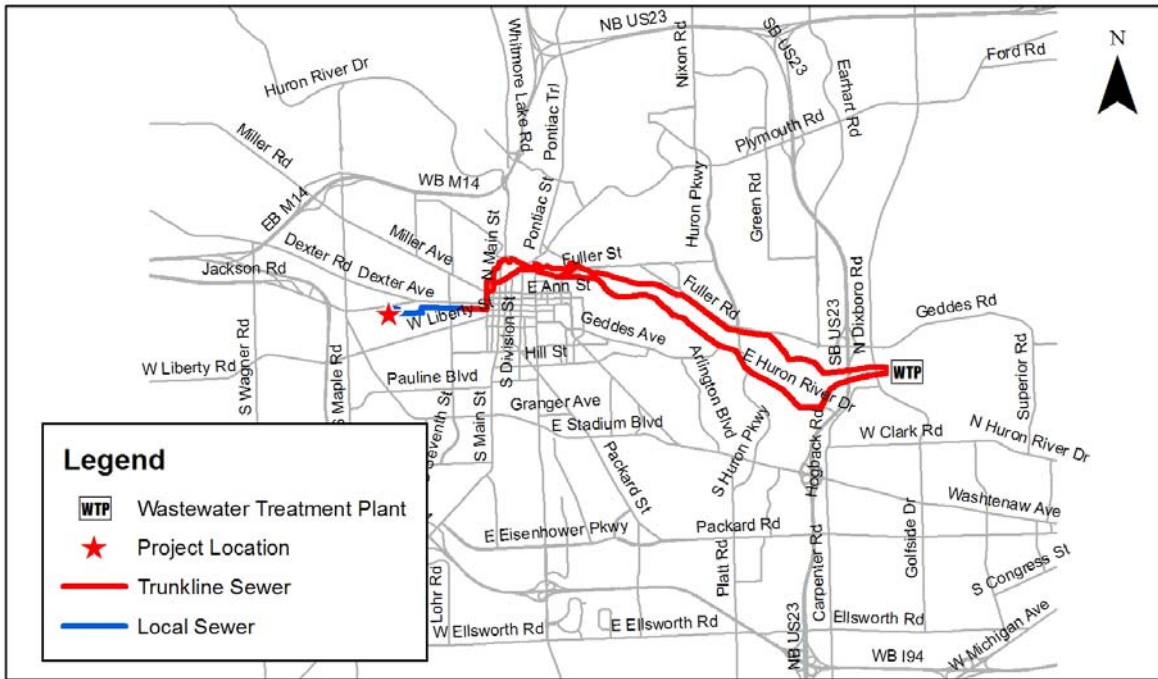 NB US23
SB US23
N
Ford Rd
Whitmore Lake Rd
Pontiac Trl
Nixon Rd
Earhart Rd
Huron River Dr
Miller Rd
Plymouth Rd
WB M14
EB M14
Pontiac St
Huron Pkwy
Green Rd
Miller Ave
N Main St
Dexter Rd
Dexter Ave
Jackson Rd
Fuller St
E Ann St
Fuller Rd
SB US23
N Dixboro Rd
Geddes Rd
W Liberty St
S Division St
Geddes Ave
Hill St
E Huron River Dr
WTP
W Liberty Rd
S Wagner Rd
S Maple Rd
Pauline Blvd
Arlington Blvd
Superior Rd
Granger Ave
E Stadium Blvd
S Main St
Seventh St
S Huron Pkwy
Hogback Rd
W Clark Rd
N Huron River Dr
Packard St
Washtenaw Ave
E Eisenhower Pkwy
Packard Rd
Platt Rd
Carpenter Rd
Golfside Dr
S Congress St
Lohr Rd
W Ellsworth Rd
E Ellsworth Rd
Ellsworth Rd
NB US23
WB I94
W Michigan Ave
Legend
WTP Wastewater Treatment Plant
Project Location
Trunkline Sewer
Local Sewer